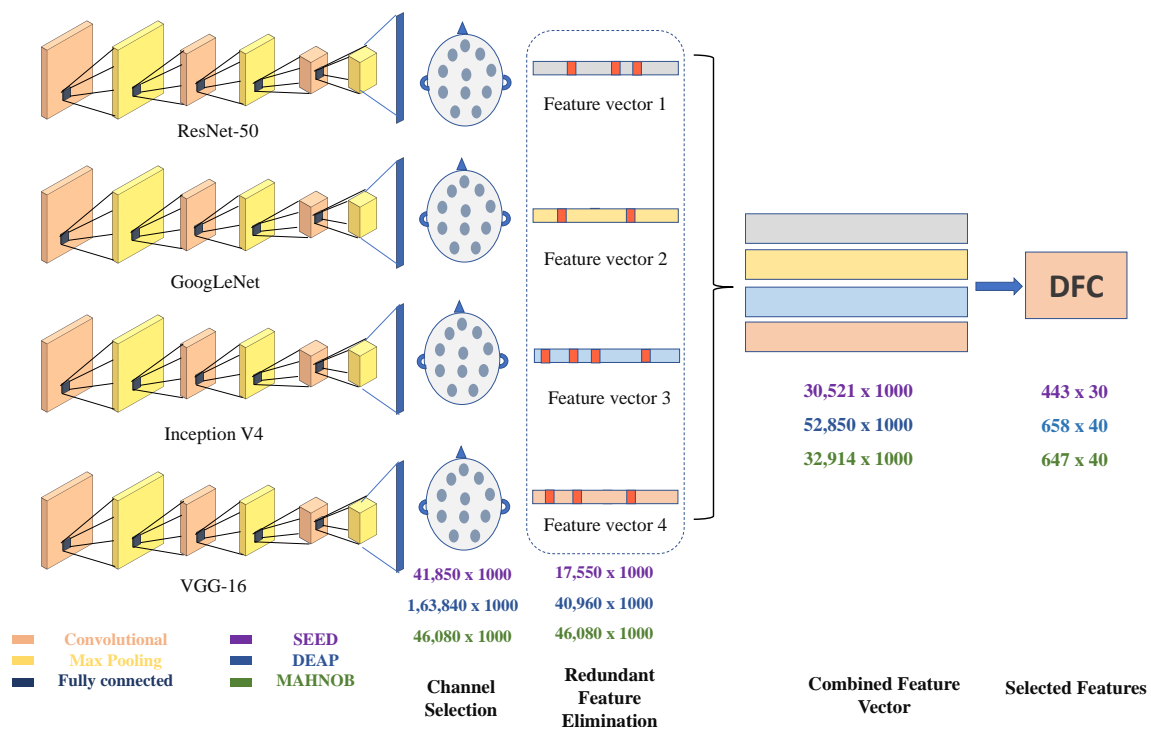 ResNet-50
Feature vector 1
GoogLeNet
Feature vector 2
Inception V4
Feature vector 3
VGG-16
Feature vector 4
DFC
41,850 x 1000
1,63,840 x 1000
46,080 x 1000
17,550 x 1000
40,960 x 1000
46,080 x 1000
30,521 x 1000
52,850 x 1000
32,914 x 1000
443 x 30
658 x 40
647 x 40
Convolutional
Max Pooling
Fully connected
SEED
DEAP
MAHNOB
Channel
Selection
Redundant
Feature
Elimination
Combined Feature
Vector
Selected Features